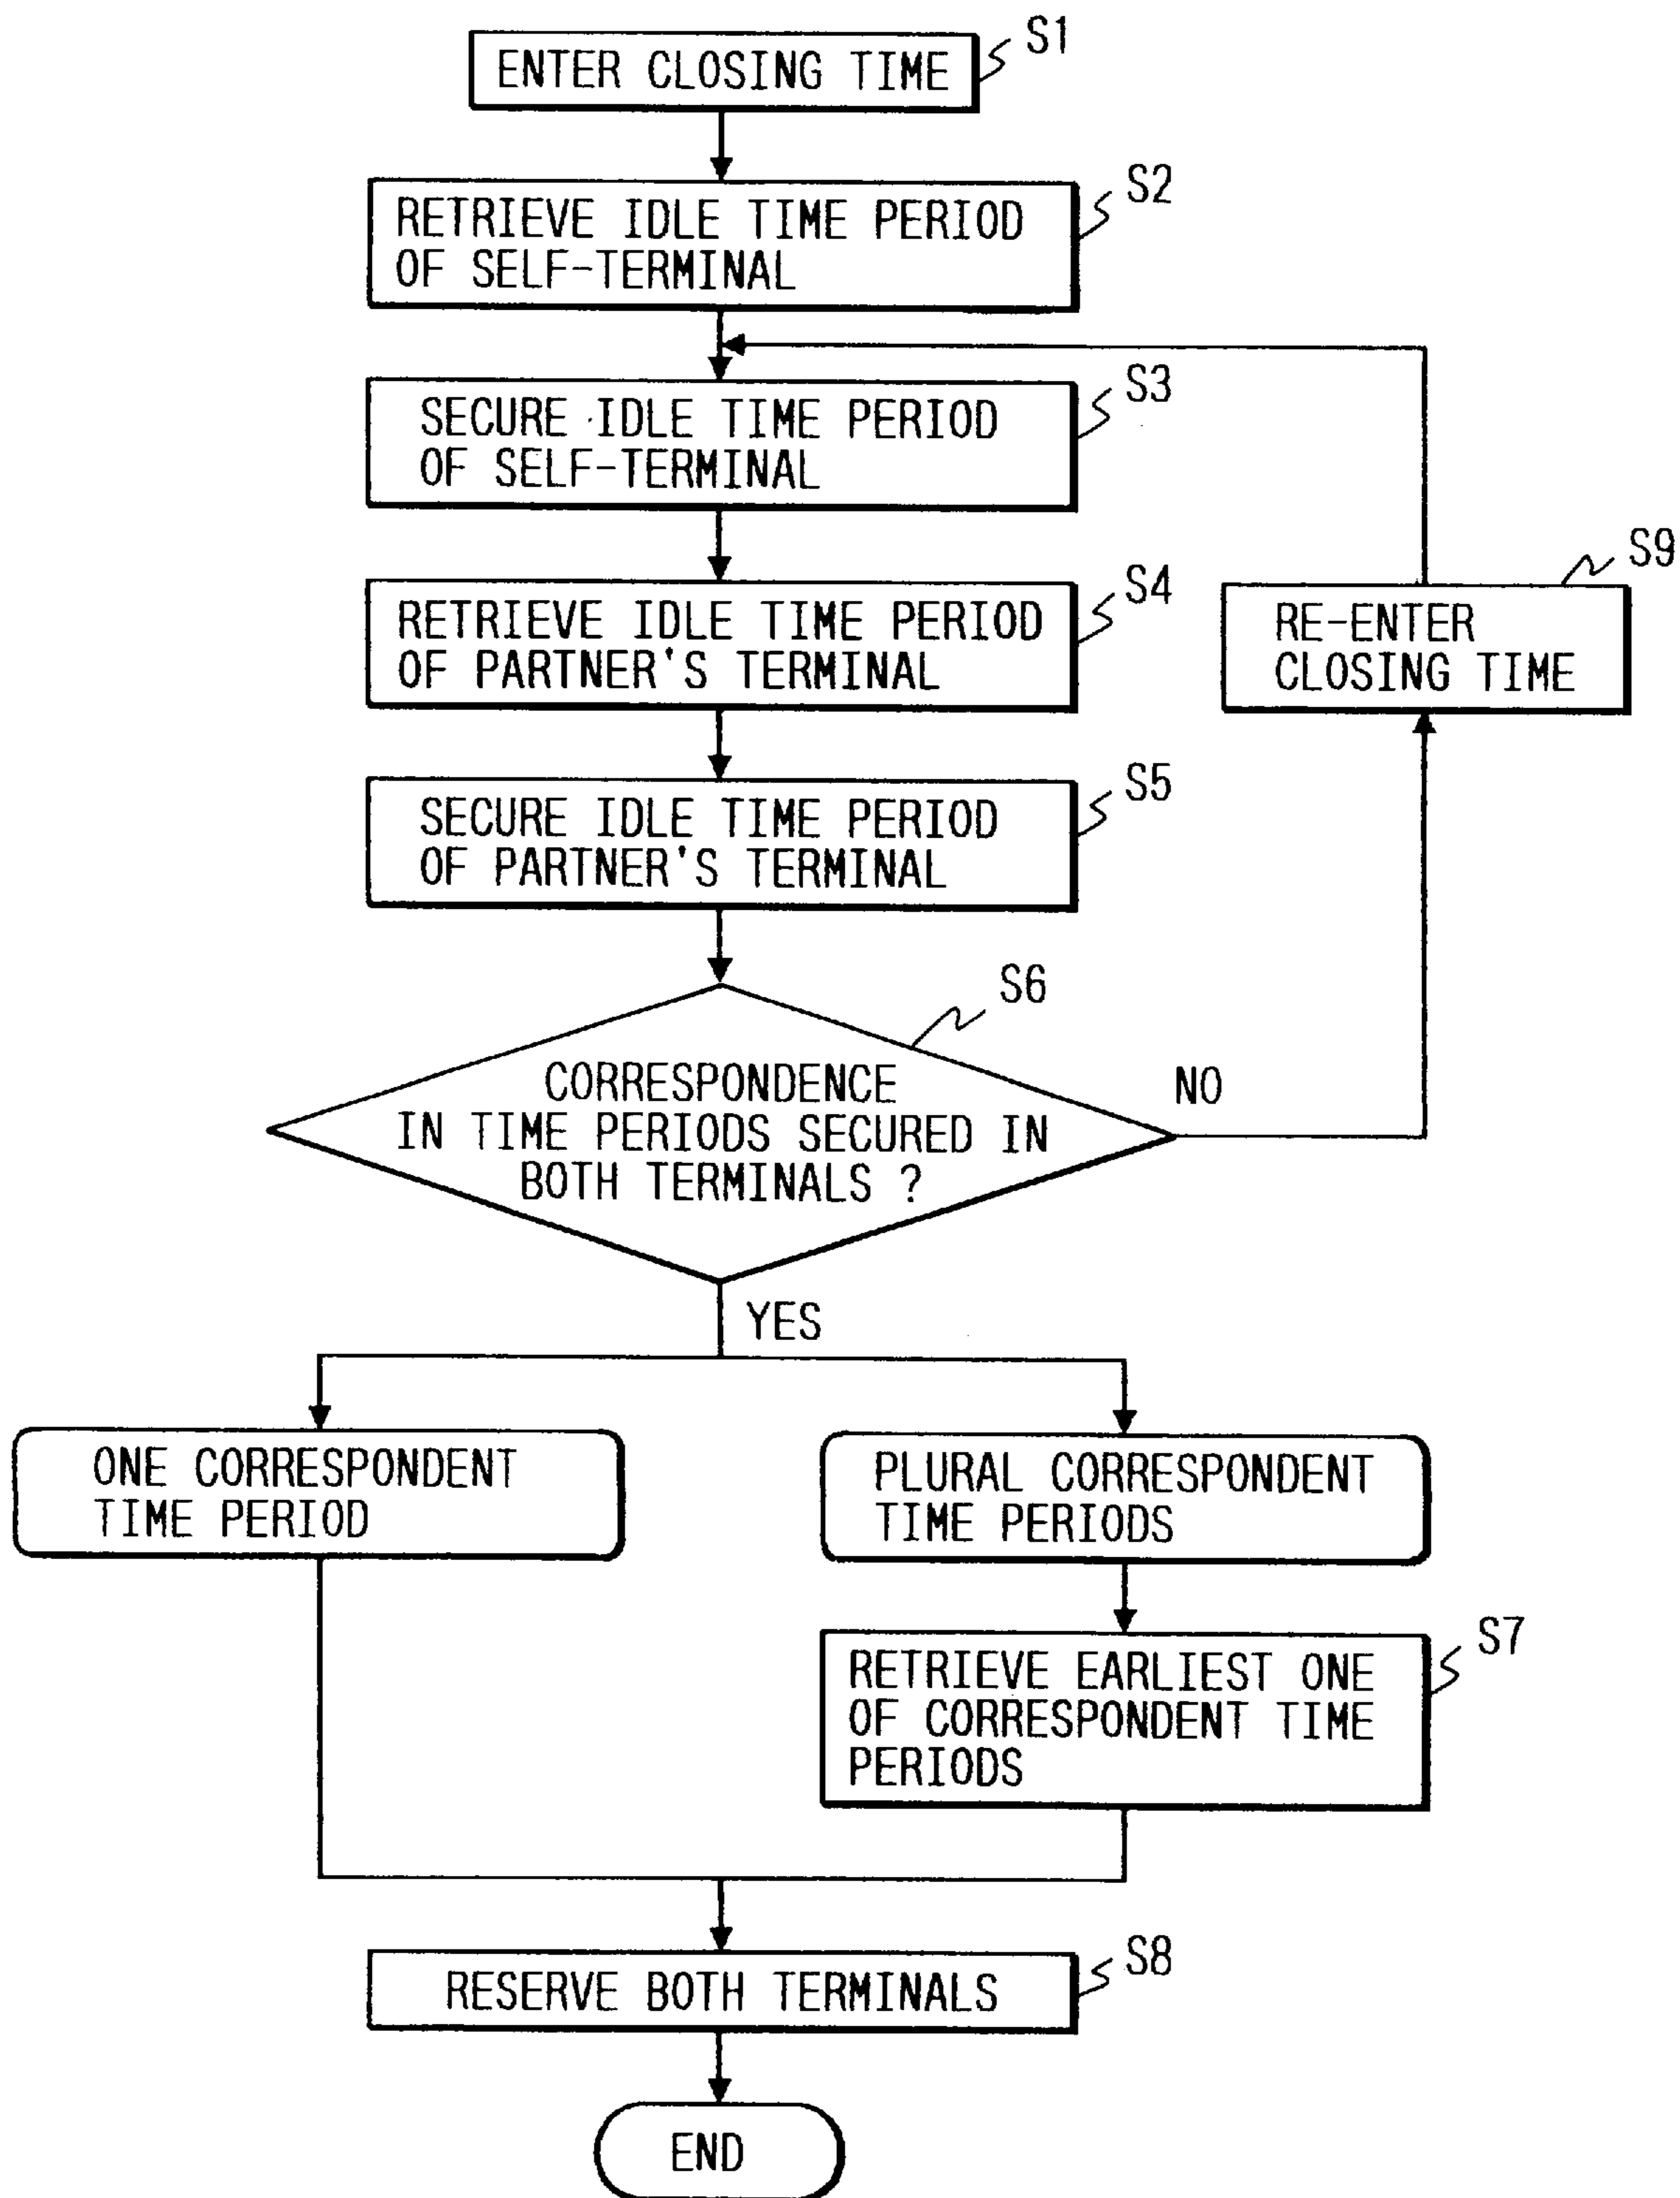 ENTER CLOSING TIME
S1
RETRIEVE IDLE TIME PERIOD
OF SELF-TERMINAL
S2
SECURE IDLE TIME PERIOD
OF SELF-TERMINAL
S3
RETRIEVE IDLE TIME PERIOD
OF PARTNER'S TERMINAL
S4
RE-ENTER
CLOSING TIME
S9
SECURE IDLE TIME PERIOD
OF PARTNER'S TERMINAL
S5
CORRESPONDENCE
IN TIME PERIODS SECURED IN
BOTH TERMINALS ?
S6
NO
YES
ONE CORRESPONDENT
TIME PERIOD
PLURAL CORRESPONDENT
TIME PERIODS
RETRIEVE EARLIEST ONE
OF CORRESPONDENT TIME
PERIODS
S7
RESERVE BOTH TERMINALS
S8
END